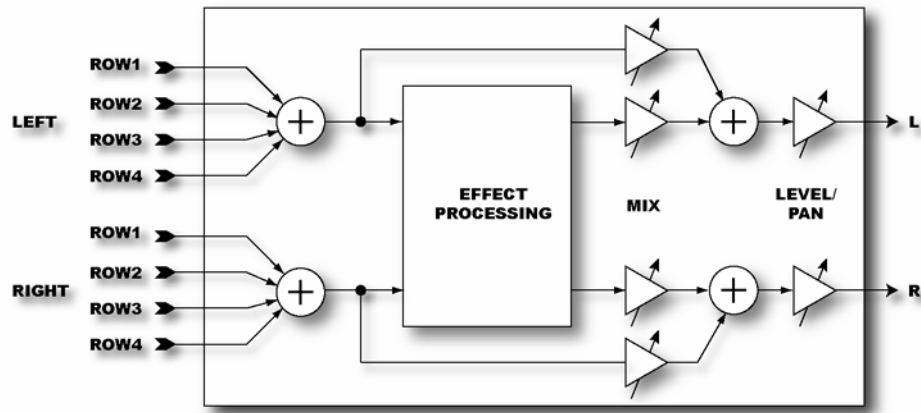 ROW1
ROW2
LEFT
ROW3
ROW4
ROW1
ROW2
RIGHT
ROW3
ROW4
EFFECT
PROCESSING
MIX
LEVEL/
PAN
L
R